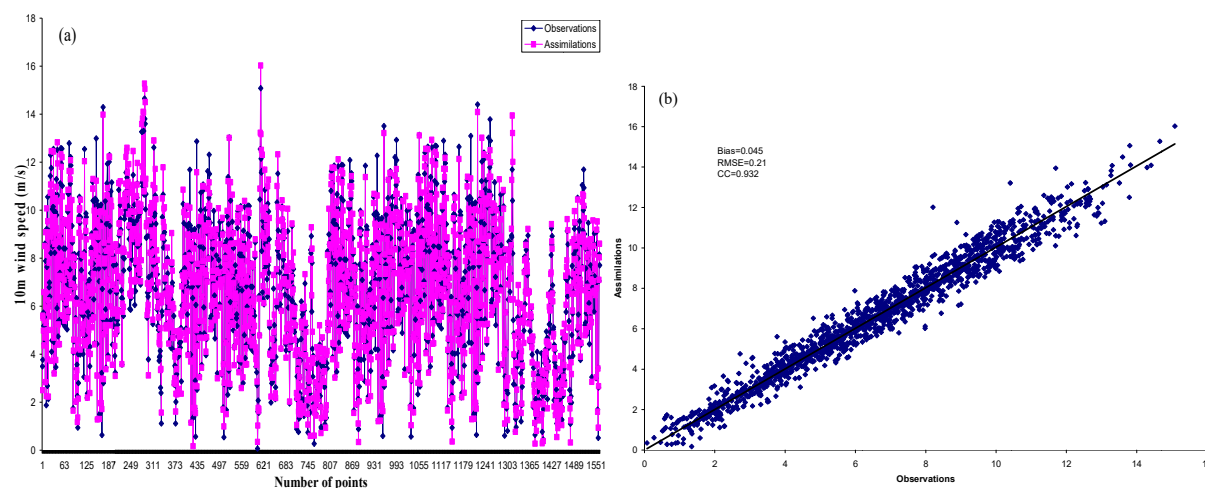 (a)
Observations
Assimilations
18
16
14
12
10
8
6
4
2
0
10m wind speed (m/s)
1 63 125 187 249 311 373 435 497 559 621 683 745 807 869 931 993 1055 1117 1179 1241 1303 1365 1427 1489 1551
Number of points
(b)
Bias=0.045
RMSE=0.21
CC=0.932
18
16
14
12
10
8
6
4
2
0
Assimilations
0 2 4 6 8 10 12 14
Observations